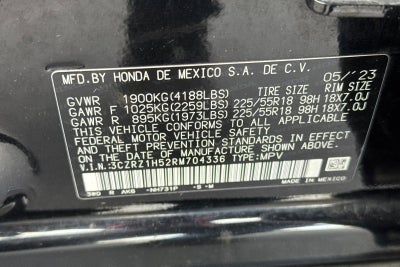 MFD.BY HONDA DE MEXICO S.A. DE C.V. 05/'23
GVWR 1900KG(4188LBS) TIRE SIZE RIM SIZE
GAWR F 1025KG(2259LBS) 225/55R18 98H 18X7.0J
GAWR R 895KG(1973LBS) 225/55R18 98H 18X7.0J
THIS VEHICLE CONFORMS TO ALL APPLICABLE
FEDERAL MOTOR VEHICLE SAFETY AND
THEFT PREVENTION STANDARDS IN EFFECT ON THE
DATE OF MANUFACTURE SHOWN ABOVE.
V.I.N.:3CZRZ1H52RM704336 TYPE:MPV
NH731P -B -M